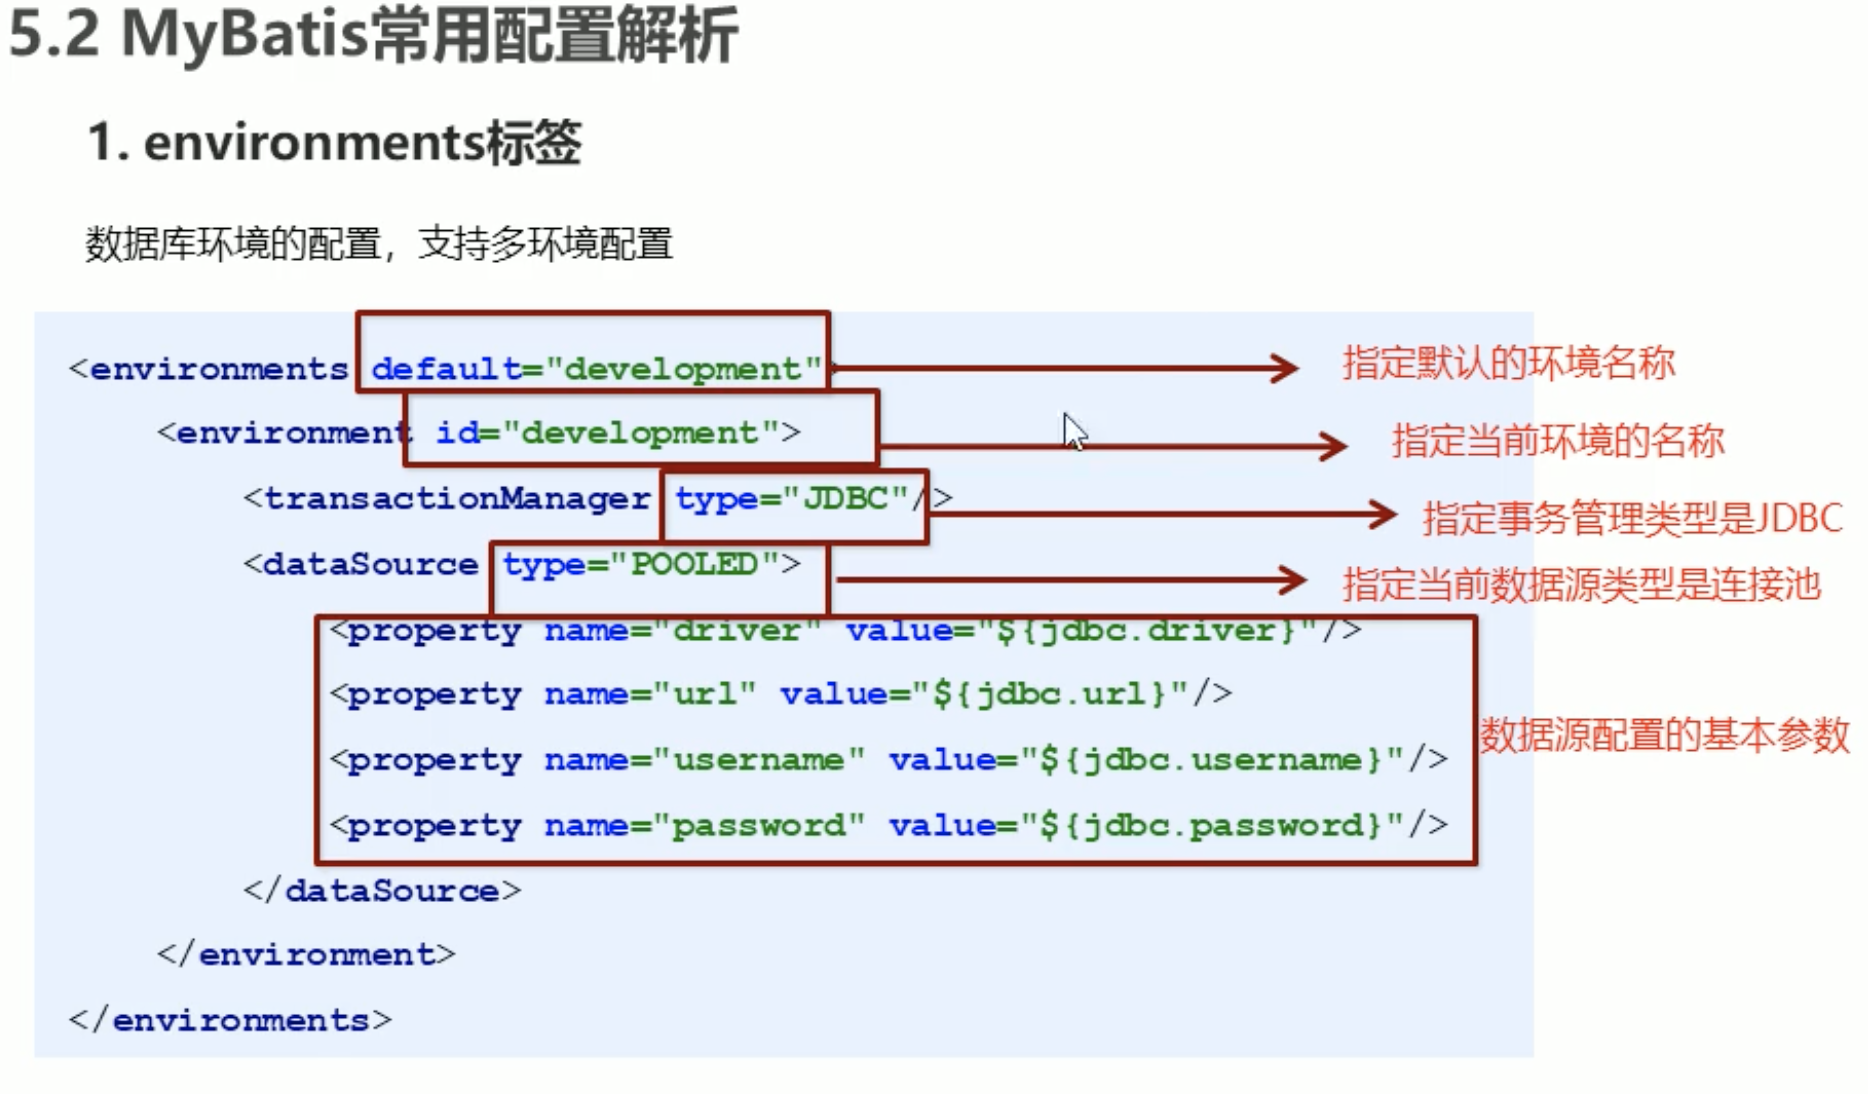 5.2 MyBatis常用配置解析
1. environments标签
数据库环境的配置，支持多环境配置
<environments default="development">
指定默认的环境名称
<environment id="development">
指定当前环境的名称
<transactionManager type="JDBC"/>
指定事务管理类型是JDBC
<dataSource type="POOLED">
指定当前数据源类型是连接池
<property name="driver" value="${jdbc.driver}"/>
<property name="url" value="${jdbc.url}"/>
数据源配置的基本参数
<property name="username" value="${jdbc.username}"/>
<property name="password" value="${jdbc.password}"/>
</dataSource>
</environment>
</environments>